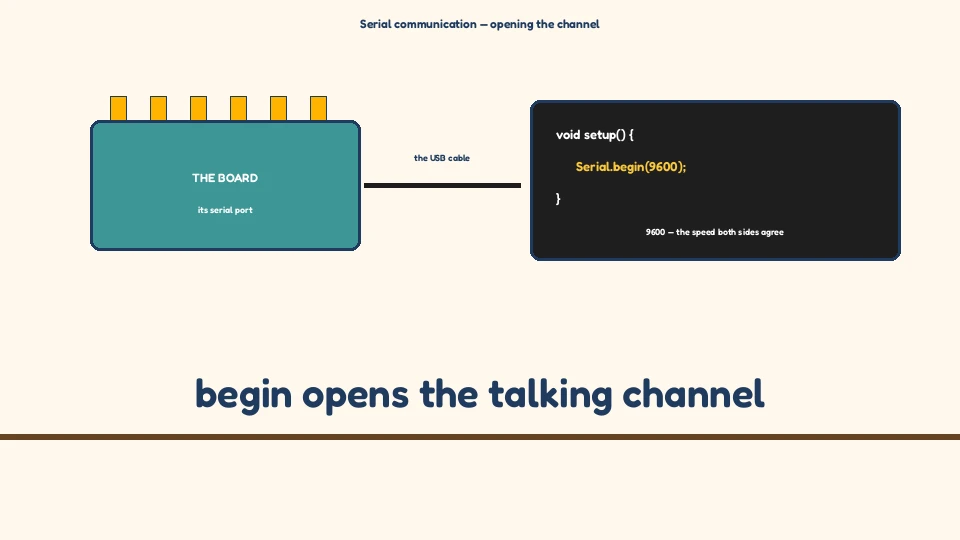 Serial communication — opening the channel
THE BOARD
its serial port
the USB cable
void setup() {
Serial.begin(9600);
}
9600 — the speed both sides agree
begin opens the talking channel